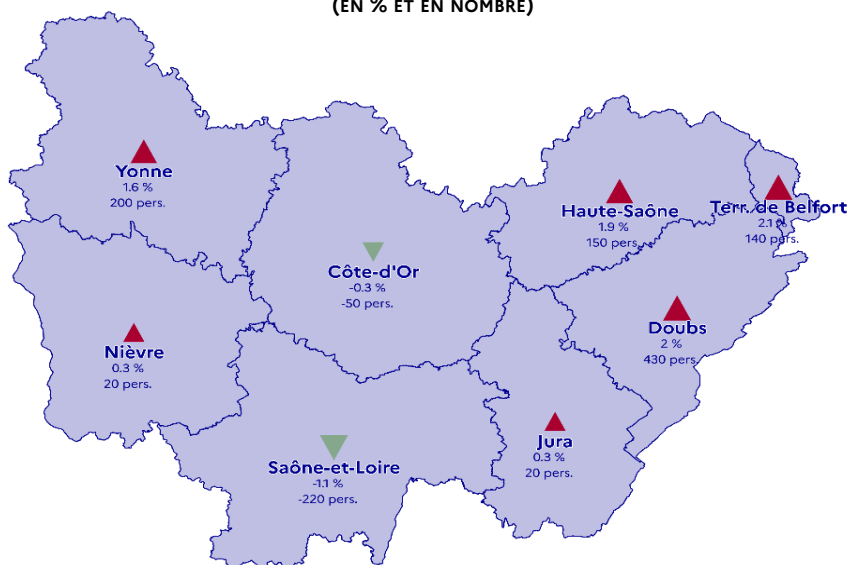 (EN % ET EN NOMBRE)
Yonne
1.6 %
200 pers.
Haute-Saône
1.9 %
150 pers.
Terr. de Belfort
2.1 %
140 pers.
Côte-d'Or
-0.3 %
-50 pers.
Doubs
2 %
430 pers.
Nièvre
0.3 %
20 pers.
Jura
0.3 %
20 pers.
Saône-et-Loire
-1.1 %
-220 pers.